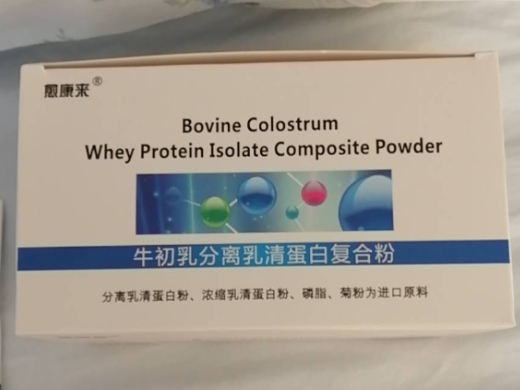 愈康来®
Bovine Colostrum
Whey Protein Isolate Composite Powder
牛初乳分离乳清蛋白复合粉
分离乳清蛋白粉、浓缩乳清蛋白粉、磷脂、菊粉为进口原料